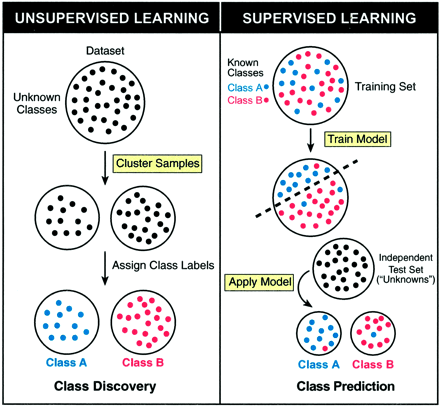 UNSUPERVISED LEARNING
Dataset
Unknown
Classes
Cluster Samples
Assign Class Labels
Class A
Class B
Class Discovery
SUPERVISED LEARNING
Known
Classes
Class A
Class B
Training Set
Train Model
Independent
Test Set
("Unknowns")
Apply Model
Class A
Class B
Class Prediction